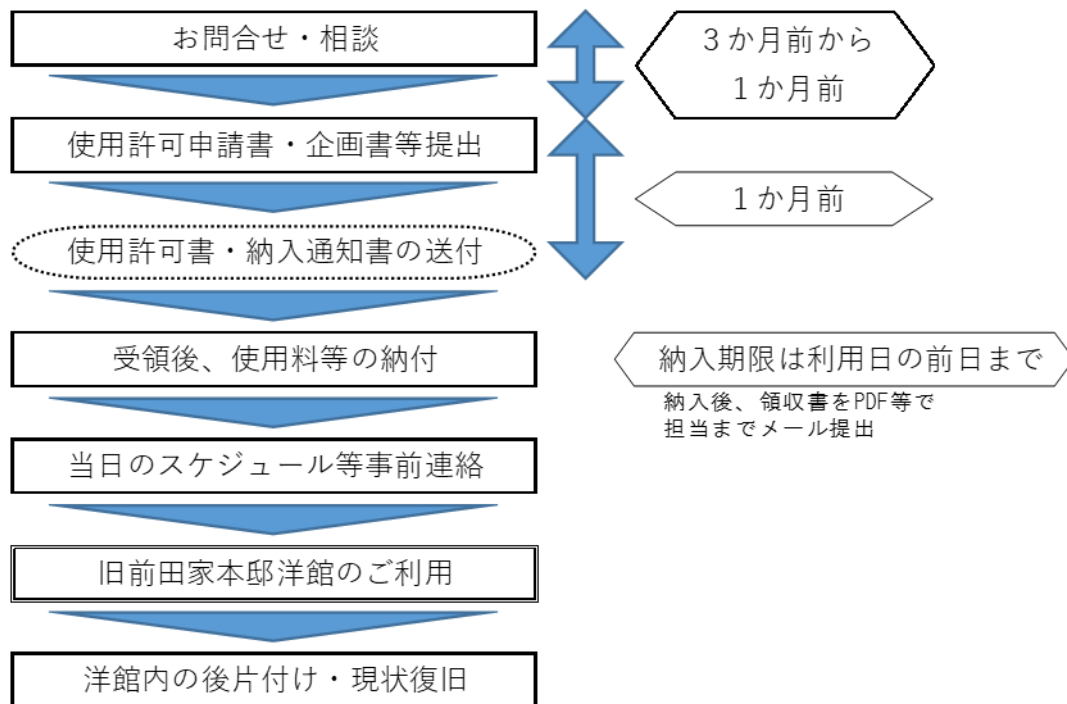 お問合せ・相談
３か月前から
１か月前
使用許可申請書・企画書等提出
１か月前
使用許可書・納入通知書の送付
受領後、使用料等の納付
納入期限は利用日の前日まで
納入後、領収書をPDF等で
担当までメール提出
当日のスケジュール等事前連絡
旧前田家本邸洋館のご利用
洋館内の後片付け・現状復旧